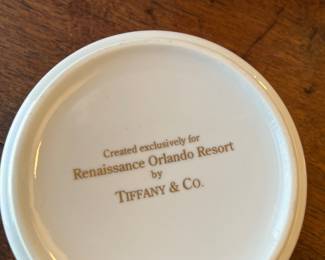 Created exclusively for
Renaissance Orlando Resort
by
TIFFANY & CO.